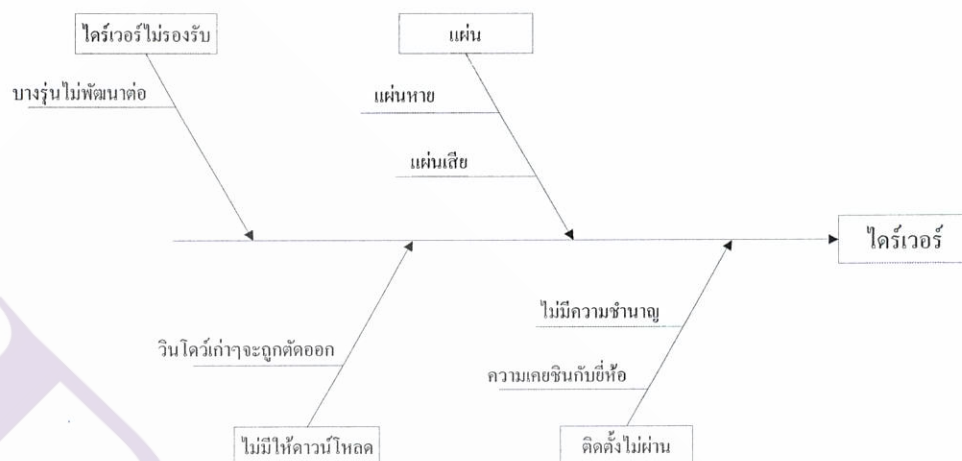 ไดร์เวอร์ไม่รองรับ
แผ่น
บางรุ่นไม่พัฒนาต่อ
แผ่นหาย
แผ่นเสีย
ไดร์เวอร์
ไม่มีความชำนาญ
วินโดว์เก่าๆจะถูกตัดออก
ความเคยชินกับยี่ห้อ
ไม่มีให้ดาวน์โหลด
ติดตั้งไม่ผ่าน